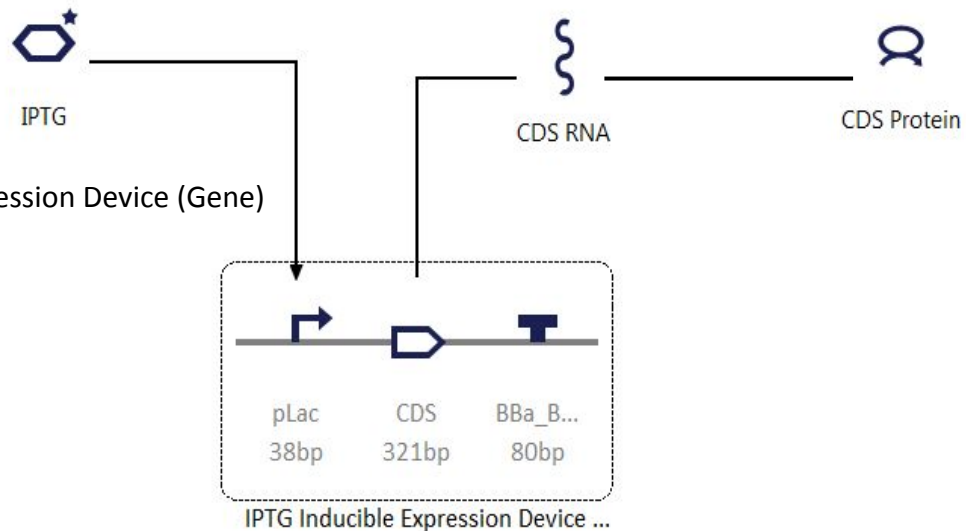 IPTG
CDS RNA
CDS Protein
ession Device (Gene)
pLac
CDS
BBa_B...
38bp
321bp
80bp
IPTG Inducible Expression Device ...